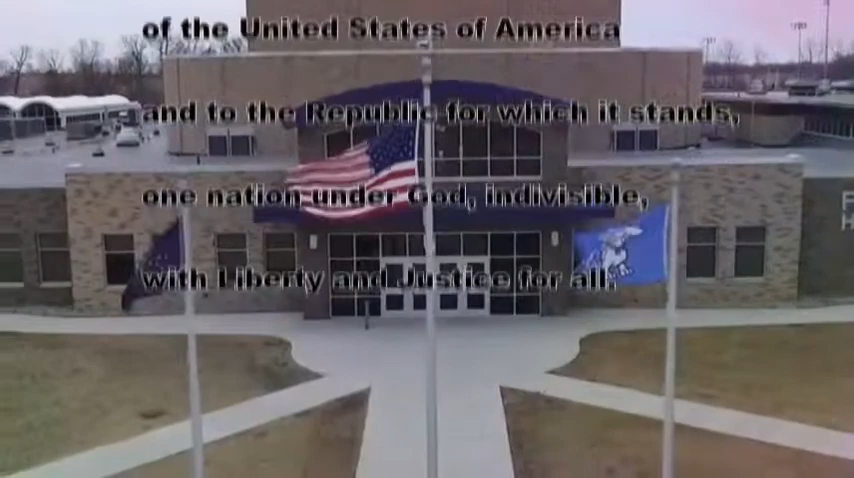 of the United States of America
and to the Republic for which it stands,
one nation under God, indivisible,
with Liberty and Justice for all.